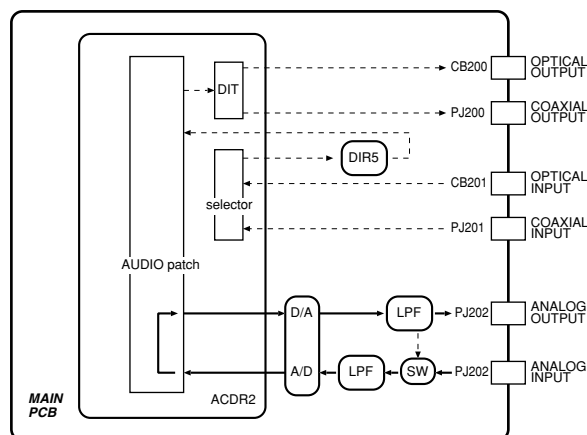 CB200
OPTICAL
OUTPUT
DIT
PJ200
COAXIAL
OUTPUT
DIR5
CB201
OPTICAL
INPUT
selector
PJ201
COAXIAL
INPUT
AUDIO patch
D/A
LPF
PJ202
ANALOG
OUTPUT
A/D
LPF
SW
PJ202
ANALOG
INPUT
MAIN
PCB
ACDR2